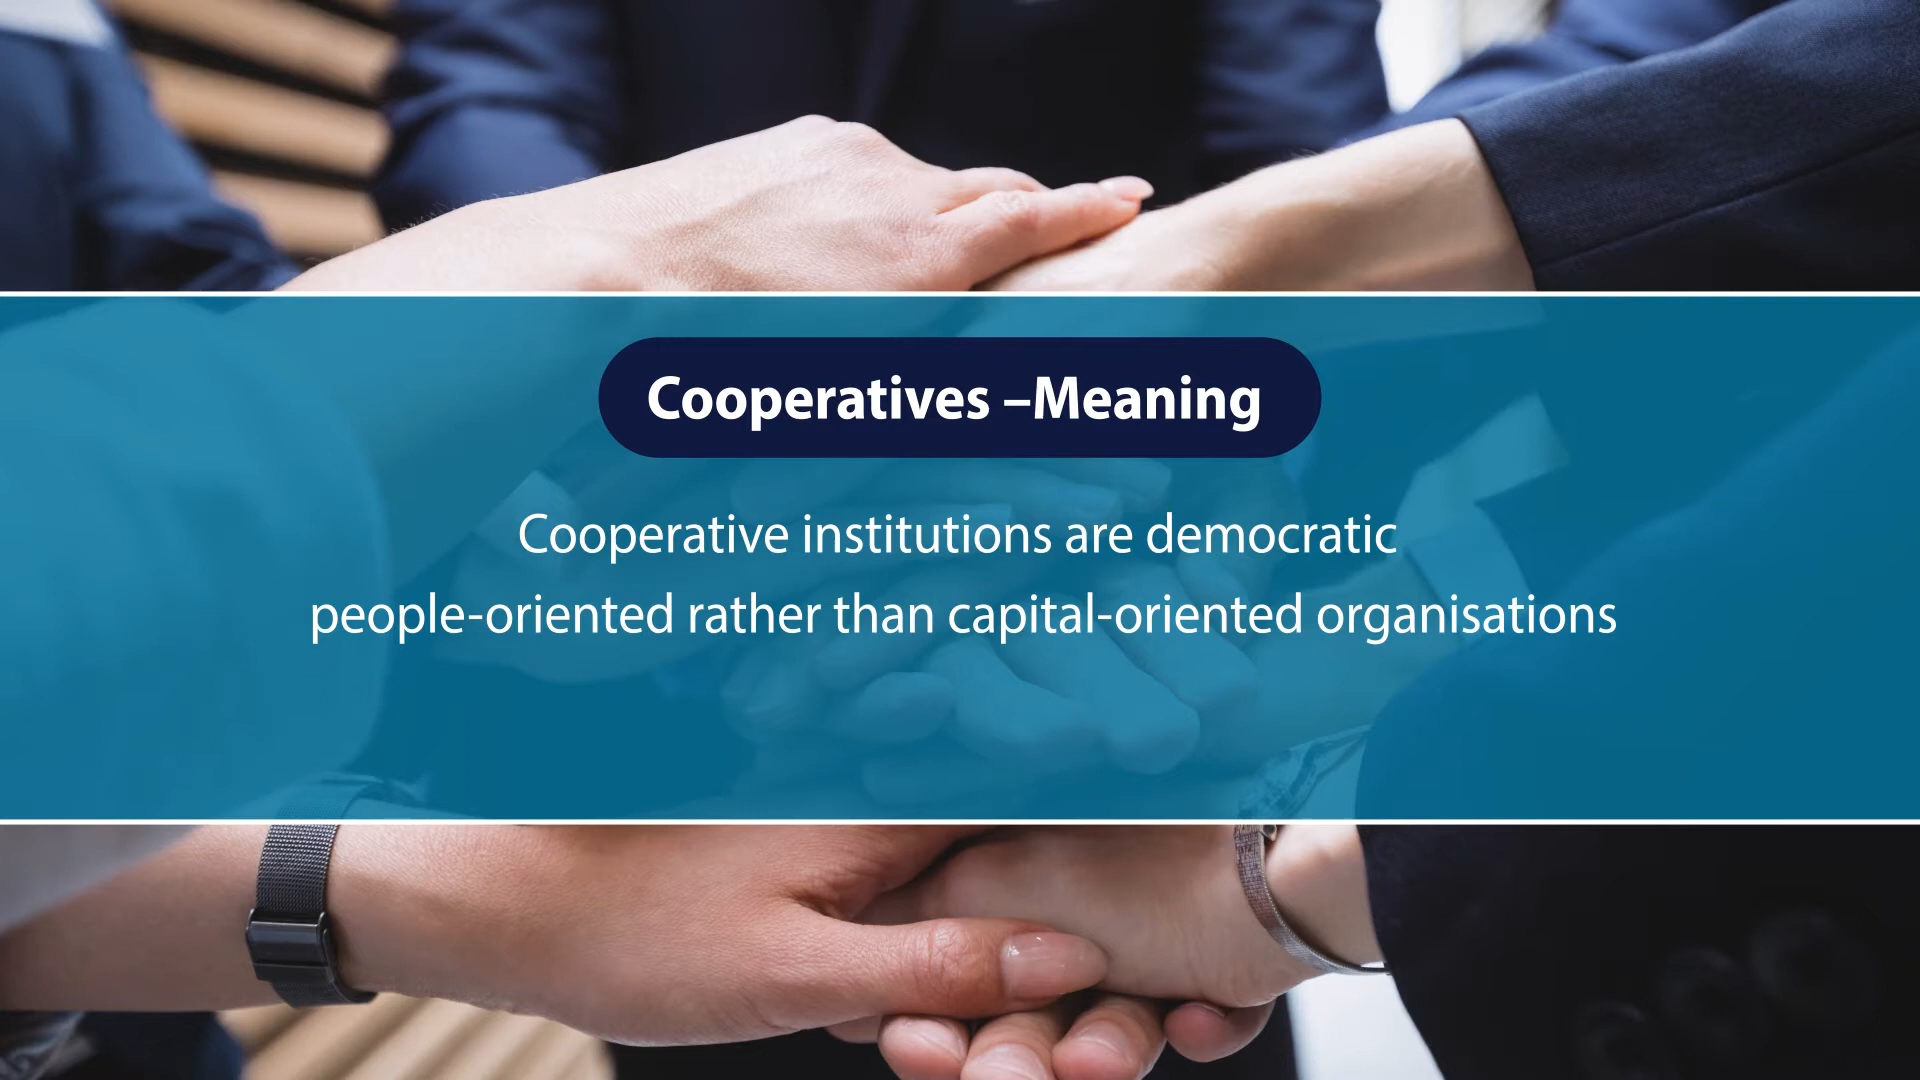 Cooperatives –Meaning
Cooperative institutions are democratic
people-oriented rather than capital-oriented organisations